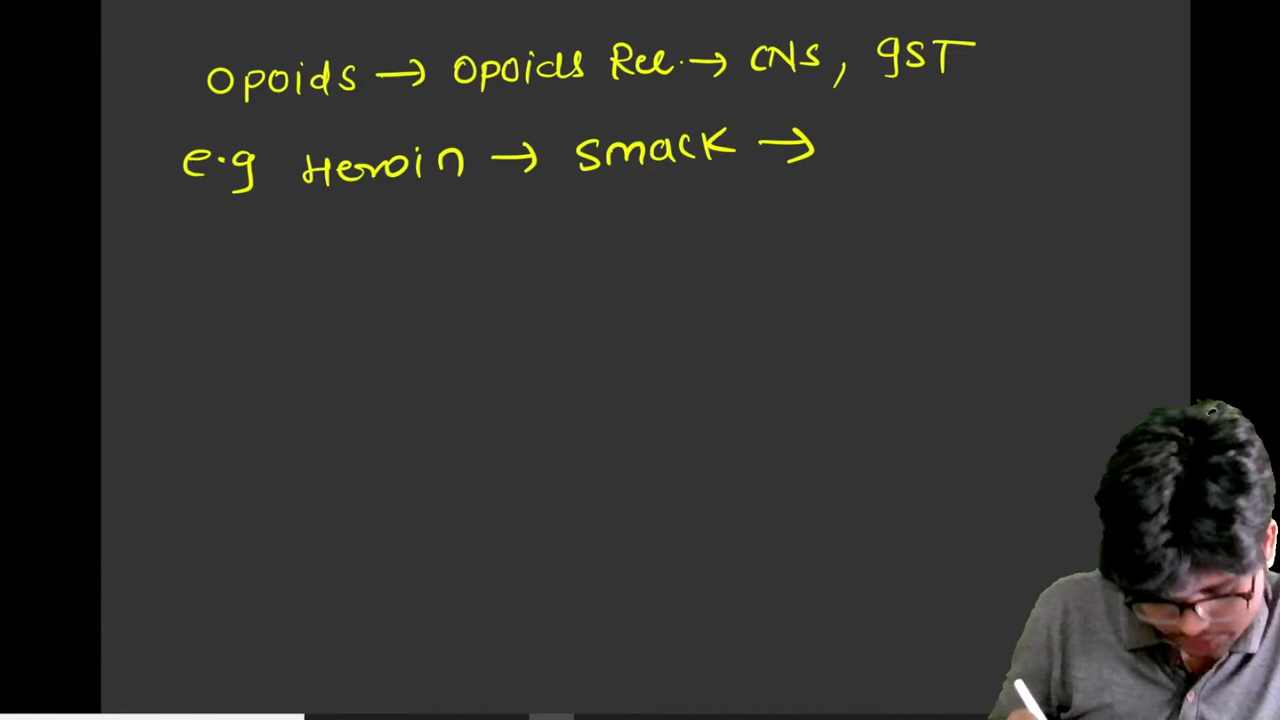 opoids → opoids Rec. → CNS, gST
e.g Heroin → smack →